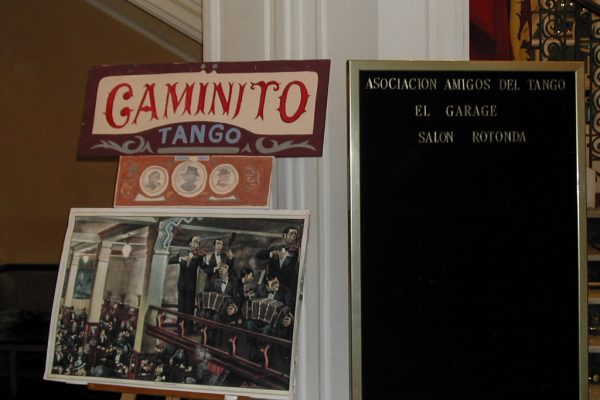 CAMINITO
TANGO
ASOCIACION AMIGOS DEL TANGO
EL GARAGE
SALON ROTONDA